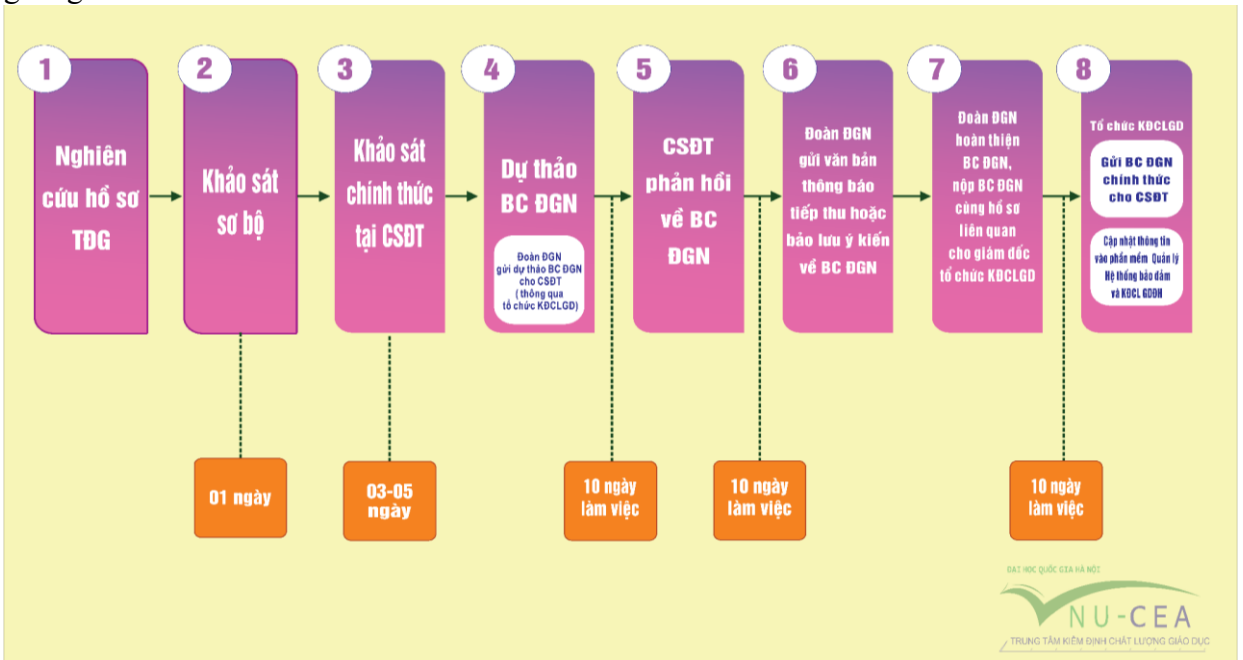 1
Nghiên
cứu hồ sơ
TĐG
2
Khảo sát
sơ bộ
3
Khảo sát
chính thức
tại CSĐT
4
Dự thảo
BC ĐGN
Đoàn ĐGN
gửi dự thảo BC ĐGN
cho CSĐT
(thông qua
tổ chức KĐCLGD)
5
CSĐT
phản hồi
về BC
ĐGN
6
Đoàn ĐGN
gửi văn bản
thông báo
tiếp thu hoặc
bảo lưu ý kiến
về BC ĐGN
7
Đoàn ĐGN
hoàn thiện
BC ĐGN,
nộp BC ĐGN
cùng hồ sơ
liên quan
cho giám đốc
tổ chức KĐCLGD
8
Tổ chức KĐCLGD
Gửi BC ĐGN
chính thức
cho CSĐT
Cập nhật thông tin
vào phần mềm Quản lý
Hệ thống bảo đảm
và KĐCL GDĐH
01 ngày
03-05
ngày
10 ngày
làm việc
10 ngày
làm việc
10 ngày
làm việc
ĐẠI HỌC QUỐC GIA HÀ NỘI
VNU-CEA
TRUNG TÂM KIỂM ĐỊNH CHẤT LƯỢNG GIÁO DỤC